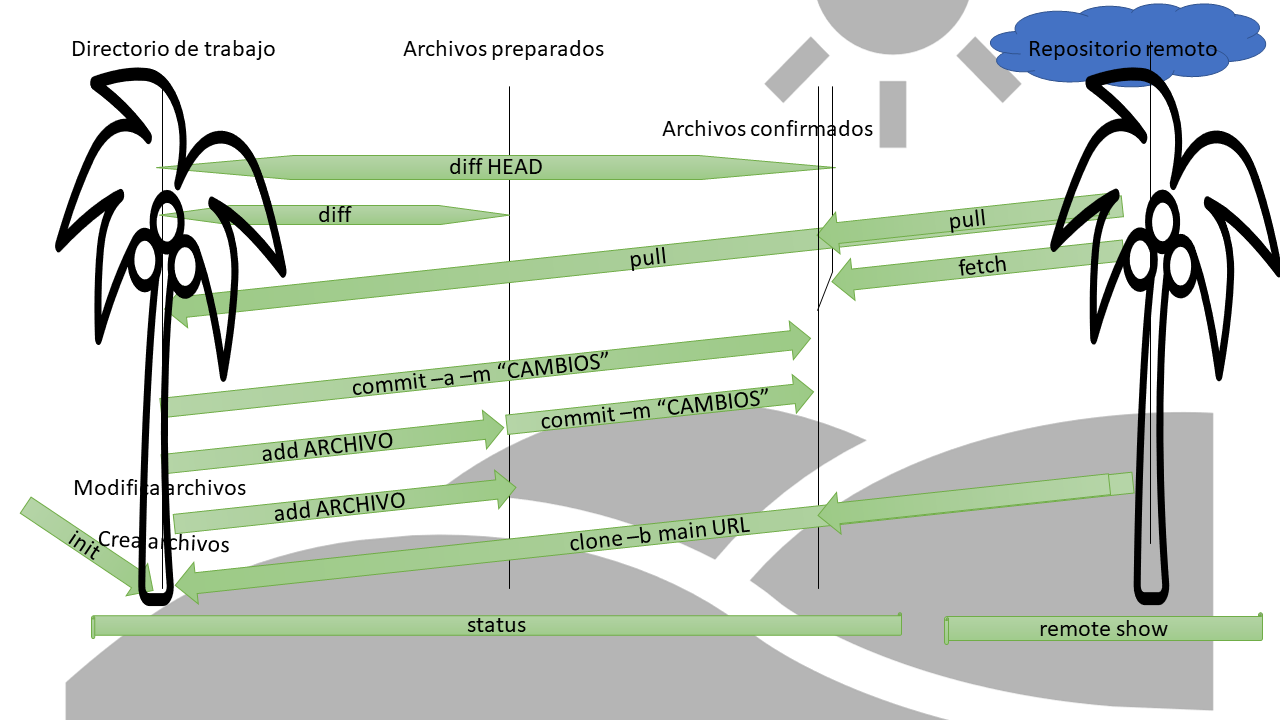 Directorio de trabajo
Archivos preparados
Repositorio remoto
Archivos confirmados
diff HEAD
diff
pull
pull
fetch
commit –a –m “CAMBIOS”
commit –m “CAMBIOS”
add ARCHIVO
Modifica archivos
add ARCHIVO
init
Crea archivos
clone –b main URL
status
remote show